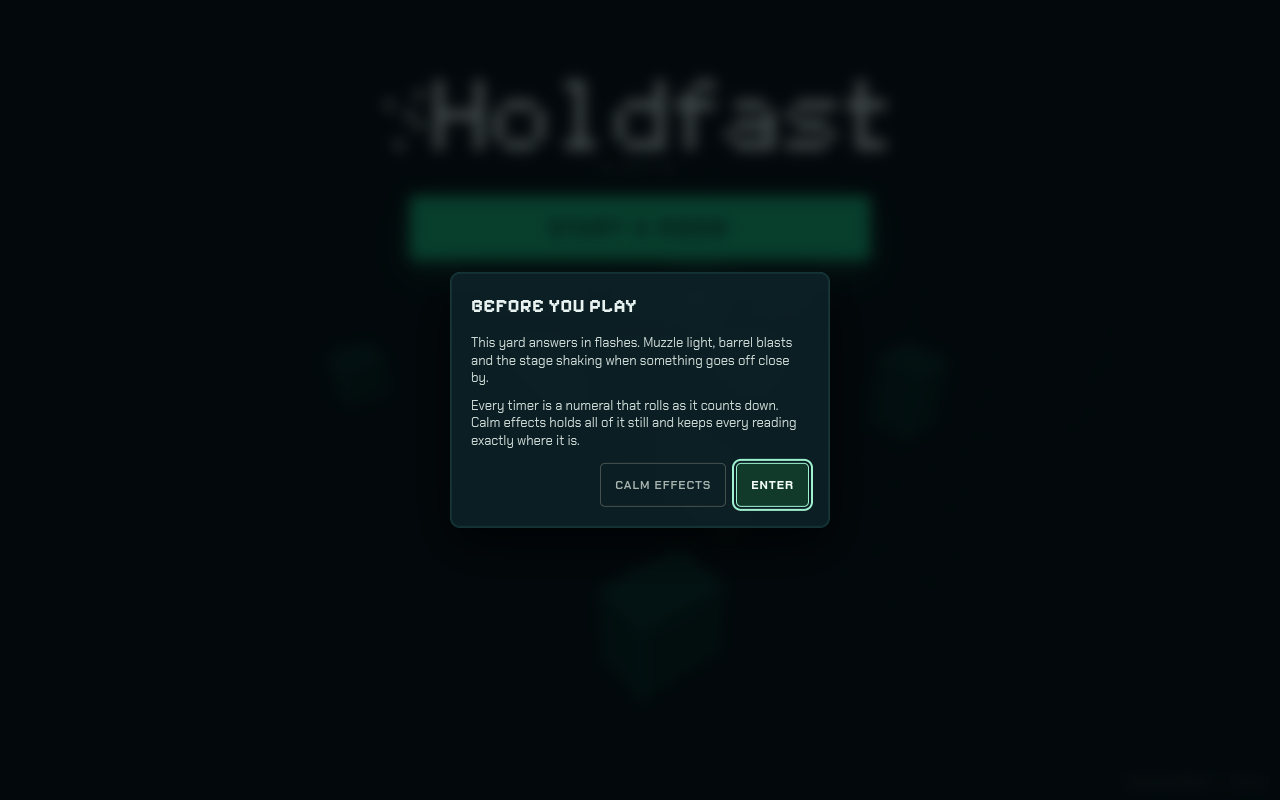 Holdfast
BEFORE YOU PLAY
This yard answers in flashes. Muzzle light, barrel blasts
and the stage shaking when something goes off close
by.
Every timer is a numeral that rolls as it counts down.
Calm effects holds all of it still and keeps every reading
exactly where it is.
CALM EFFECTS
ENTER